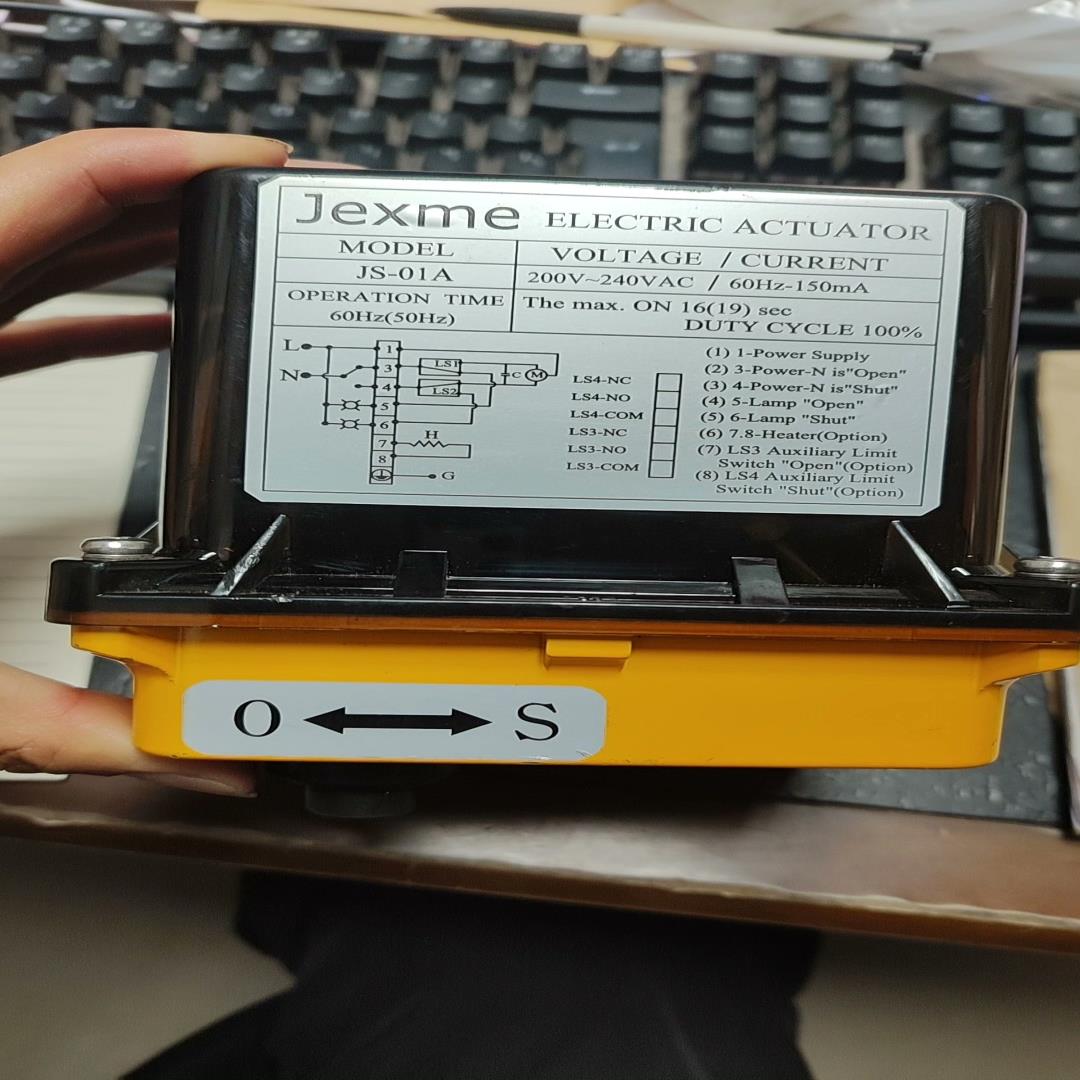 Jexme ELECTRIC ACTUATOR
MODEL
VOLTAGE / CURRENT
JS-01A
200V~240VAC / 60Hz-150mA
OPERATION TIME
60Hz(50Hz)
The max. ON 16(19) sec
DUTY CYCLE 100%
L
N
1
3
4
5
6
7
8
LS1
LS2
C
M
H
G
LS4-NC
LS4-NO
LS4-COM
LS3-NC
LS3-NO
LS3-COM
(1) 1-Power Supply
(2) 3-Power-N is"Open"
(3) 4-Power-N is"Shut"
(4) 5-Lamp "Open"
(5) 6-Lamp "Shut"
(6) 7.8-Heater(Option)
(7) LS3 Auxiliary Limit
Switch "Open"(Option)
(8) LS4 Auxiliary Limit
Switch "Shut"(Option)
O S